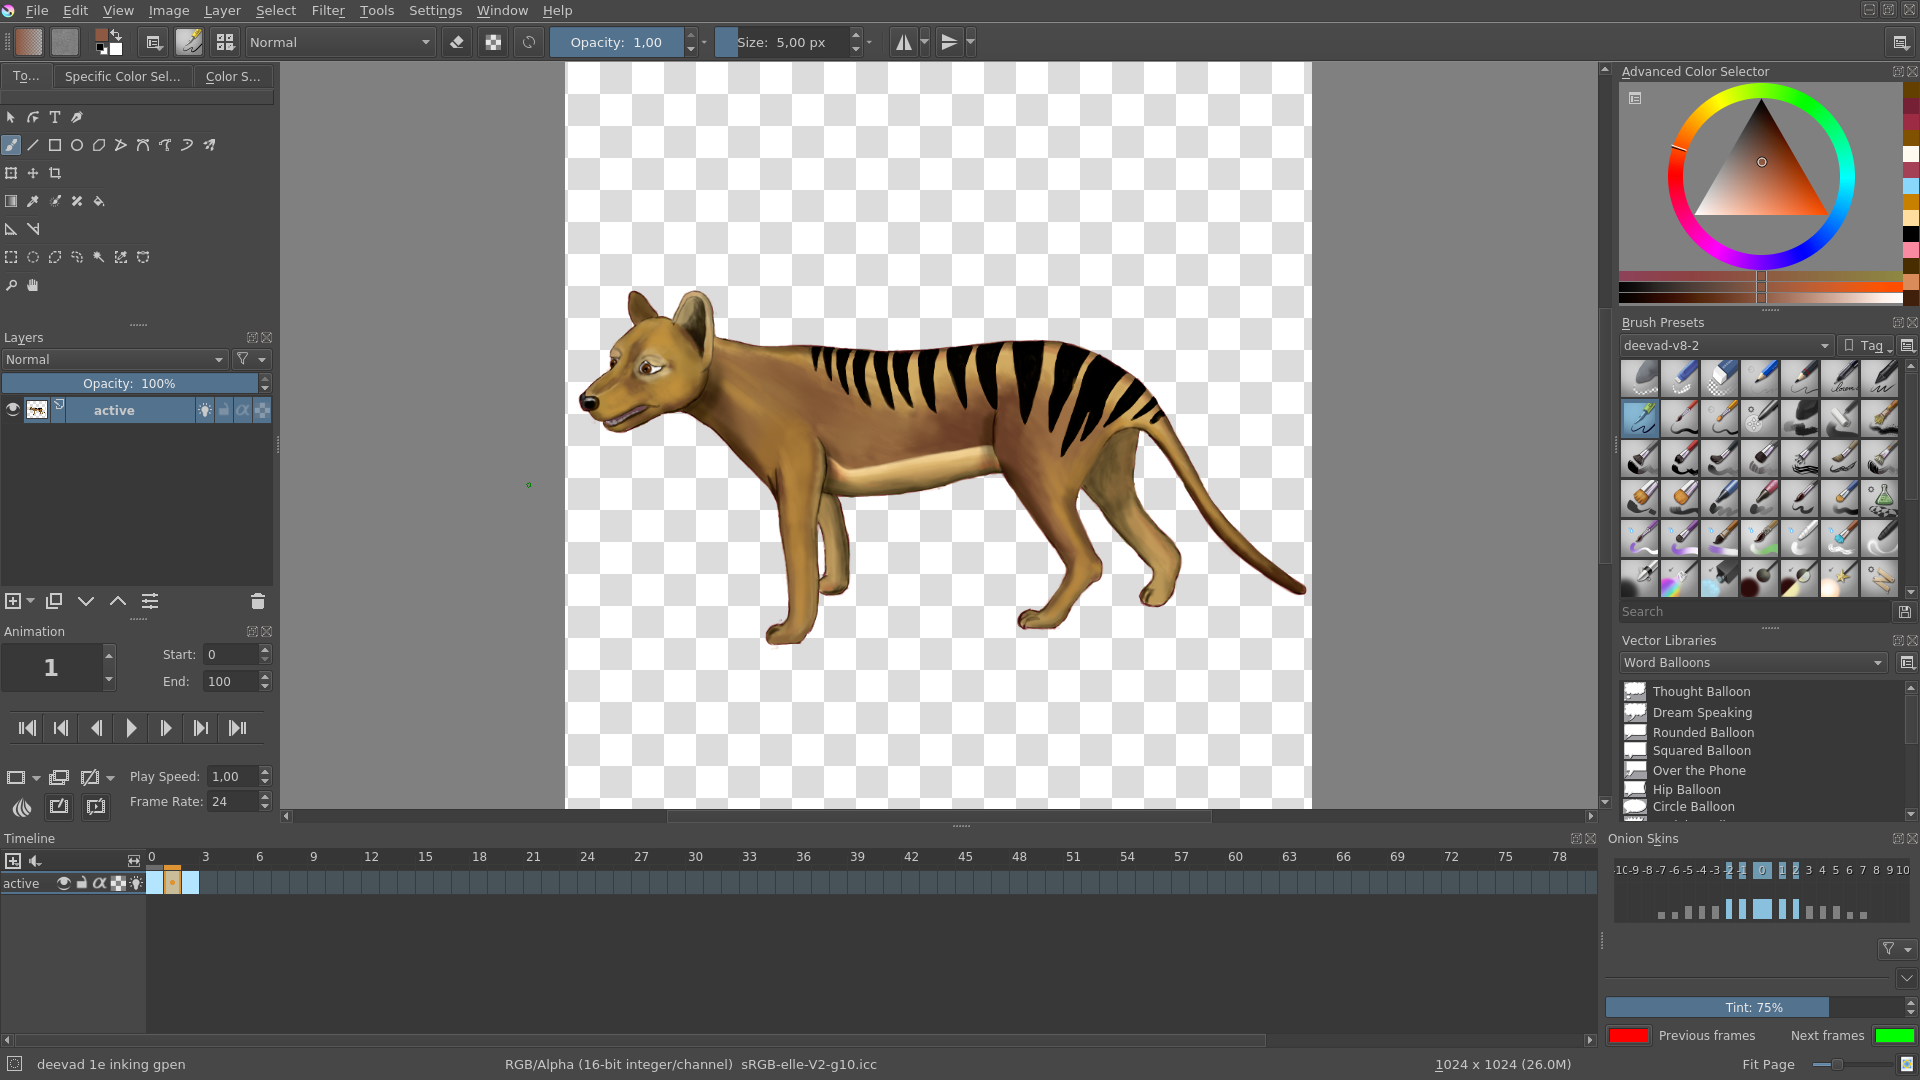 File Edit View Image Layer Select Filter Tools Settings Window Help
Normal Opacity: 1,00 Size: 5,00 px
To... Specific Color Sel... Color S...
Advanced Color Selector
Layers
Normal
Opacity: 100%
active
Animation
1 Start: 0
End: 100
Play Speed: 1,00
Frame Rate: 24
Brush Presets
deevad-v8-2 Tag
Search
Vector Libraries
Word Balloons
Thought Balloon
Dream Speaking
Rounded Balloon
Squared Balloon
Over the Phone
Hip Balloon
Circle Balloon
Timeline
0 3 6 9 12 15 18 21 24 27 30 33 36 39 42 45 48 51 54 57 60 63 66 69 72 75 78
active
Onion Skins
-9 -8 -7 -6 -5 -4 -3 -2 -1 0 1 2 3 4 5 6 7 8 9 10
Tint: 75%
Previous frames Next frames
deevad 1e inking gpen RGB/Alpha (16-bit integer/channel) sRGB-elle-V2-g10.icc 1024 x 1024 (26.0M) Fit Page